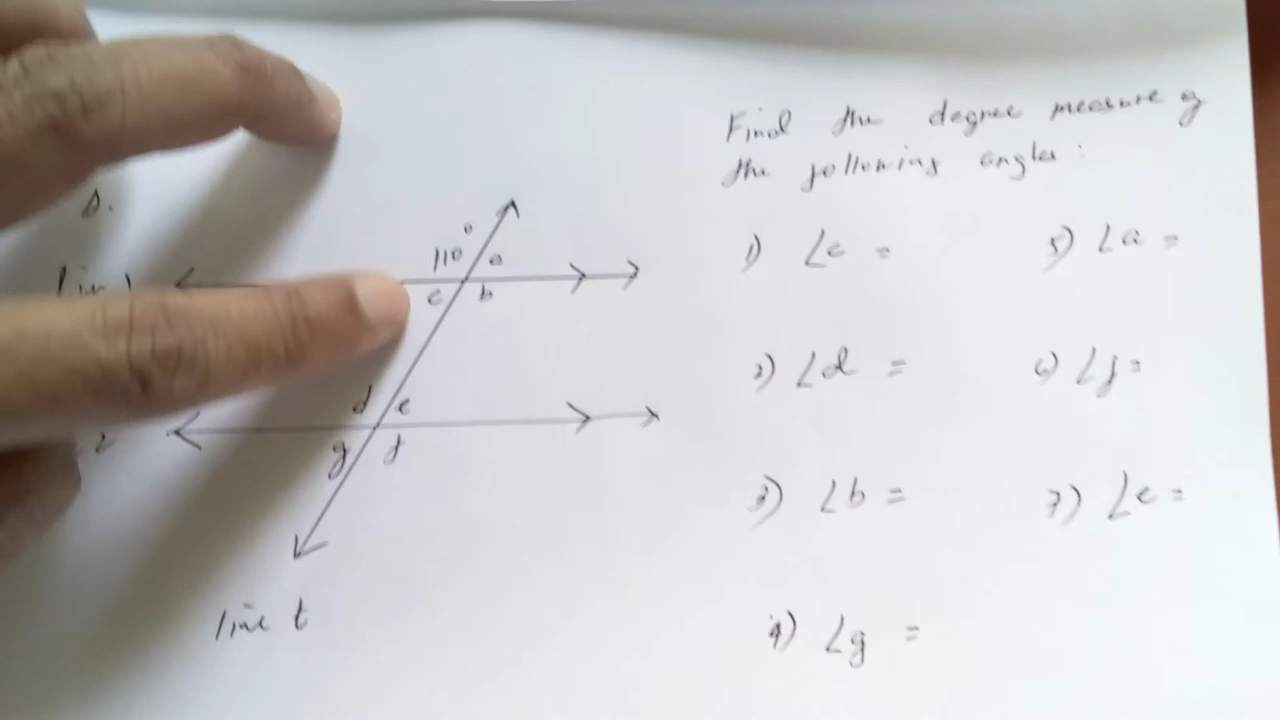 Find the degree measure of
the following angles:
1) ∠c =
5) ∠a =
2) ∠d =
6) ∠f =
3) ∠b =
7) ∠e =
4) ∠g =
110°
a
c
b
d
e
g
f
line t